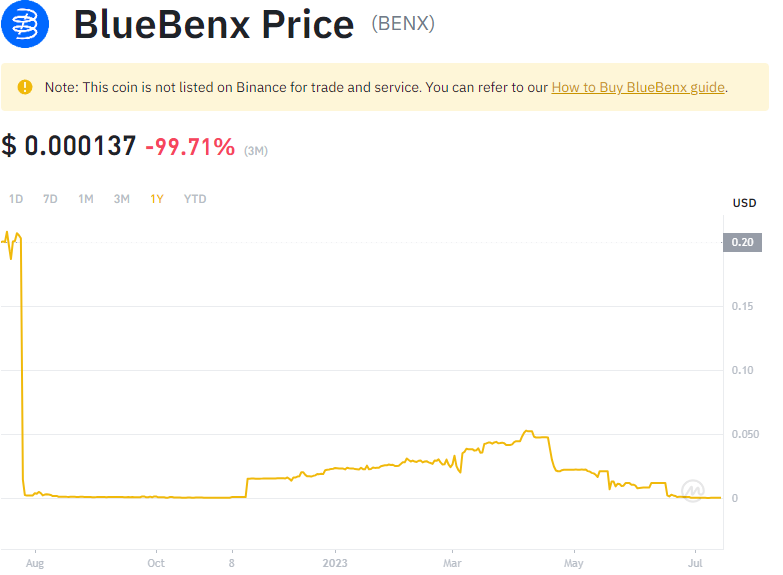 BlueBenx Price (BENX)
Note: This coin is not listed on Binance for trade and service. You can refer to our How to Buy BlueBenx guide.
$ 0.000137 -99.71% (3M)
1D 7D 1M 3M 1Y YTD
USD
0.20
0.15
0.10
0.050
0
Aug Oct 8 2023 Mar May Jul